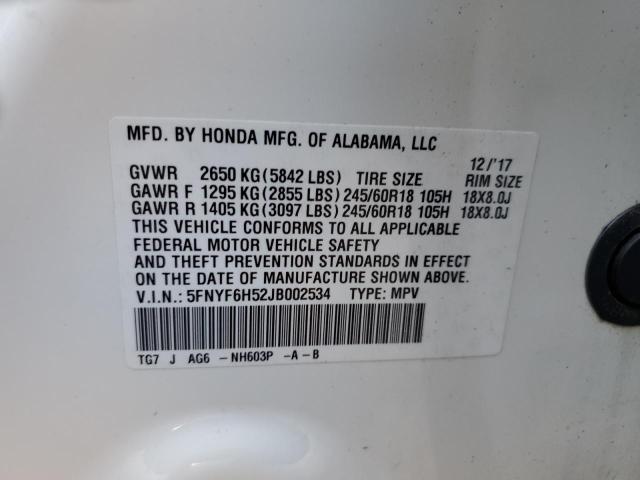 MFD. BY HONDA MFG. OF ALABAMA, LLC
12/'17
GVWR 2650 KG (5842 LBS) TIRE SIZE RIM SIZE
GAWR F 1295 KG (2855 LBS) 245/60R18 105H 18X8.0J
GAWR R 1405 KG (3097 LBS) 245/60R18 105H 18X8.0J
THIS VEHICLE CONFORMS TO ALL APPLICABLE
FEDERAL MOTOR VEHICLE SAFETY
AND THEFT PREVENTION STANDARDS IN EFFECT
ON THE DATE OF MANUFACTURE SHOWN ABOVE.
V.I.N.: 5FNYF6H52JB002534 TYPE: MPV
TG7 J AG6 -NH603P -A-B